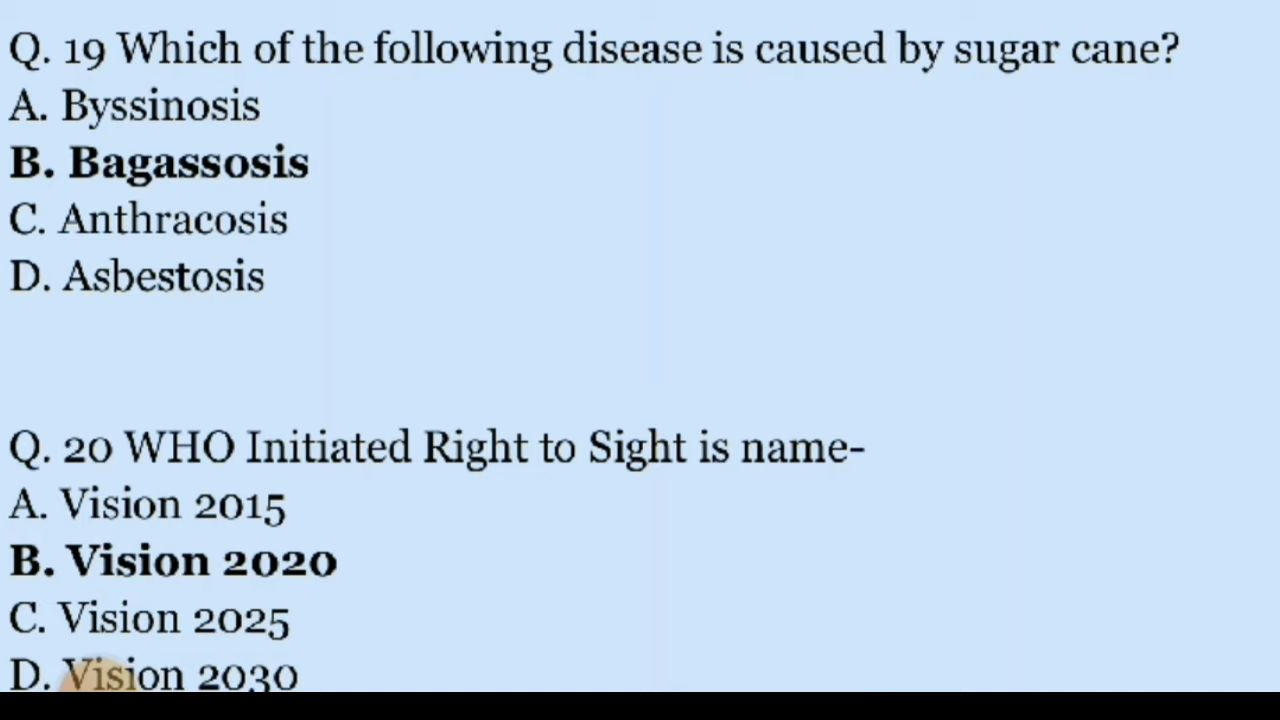 Q. 19 Which of the following disease is caused by sugar cane?
A. Byssinosis
B. Bagassosis
C. Anthracosis
D. Asbestosis
Q. 20 WHO Initiated Right to Sight is name-
A. Vision 2015
B. Vision 2020
C. Vision 2025
D. Vision 2030